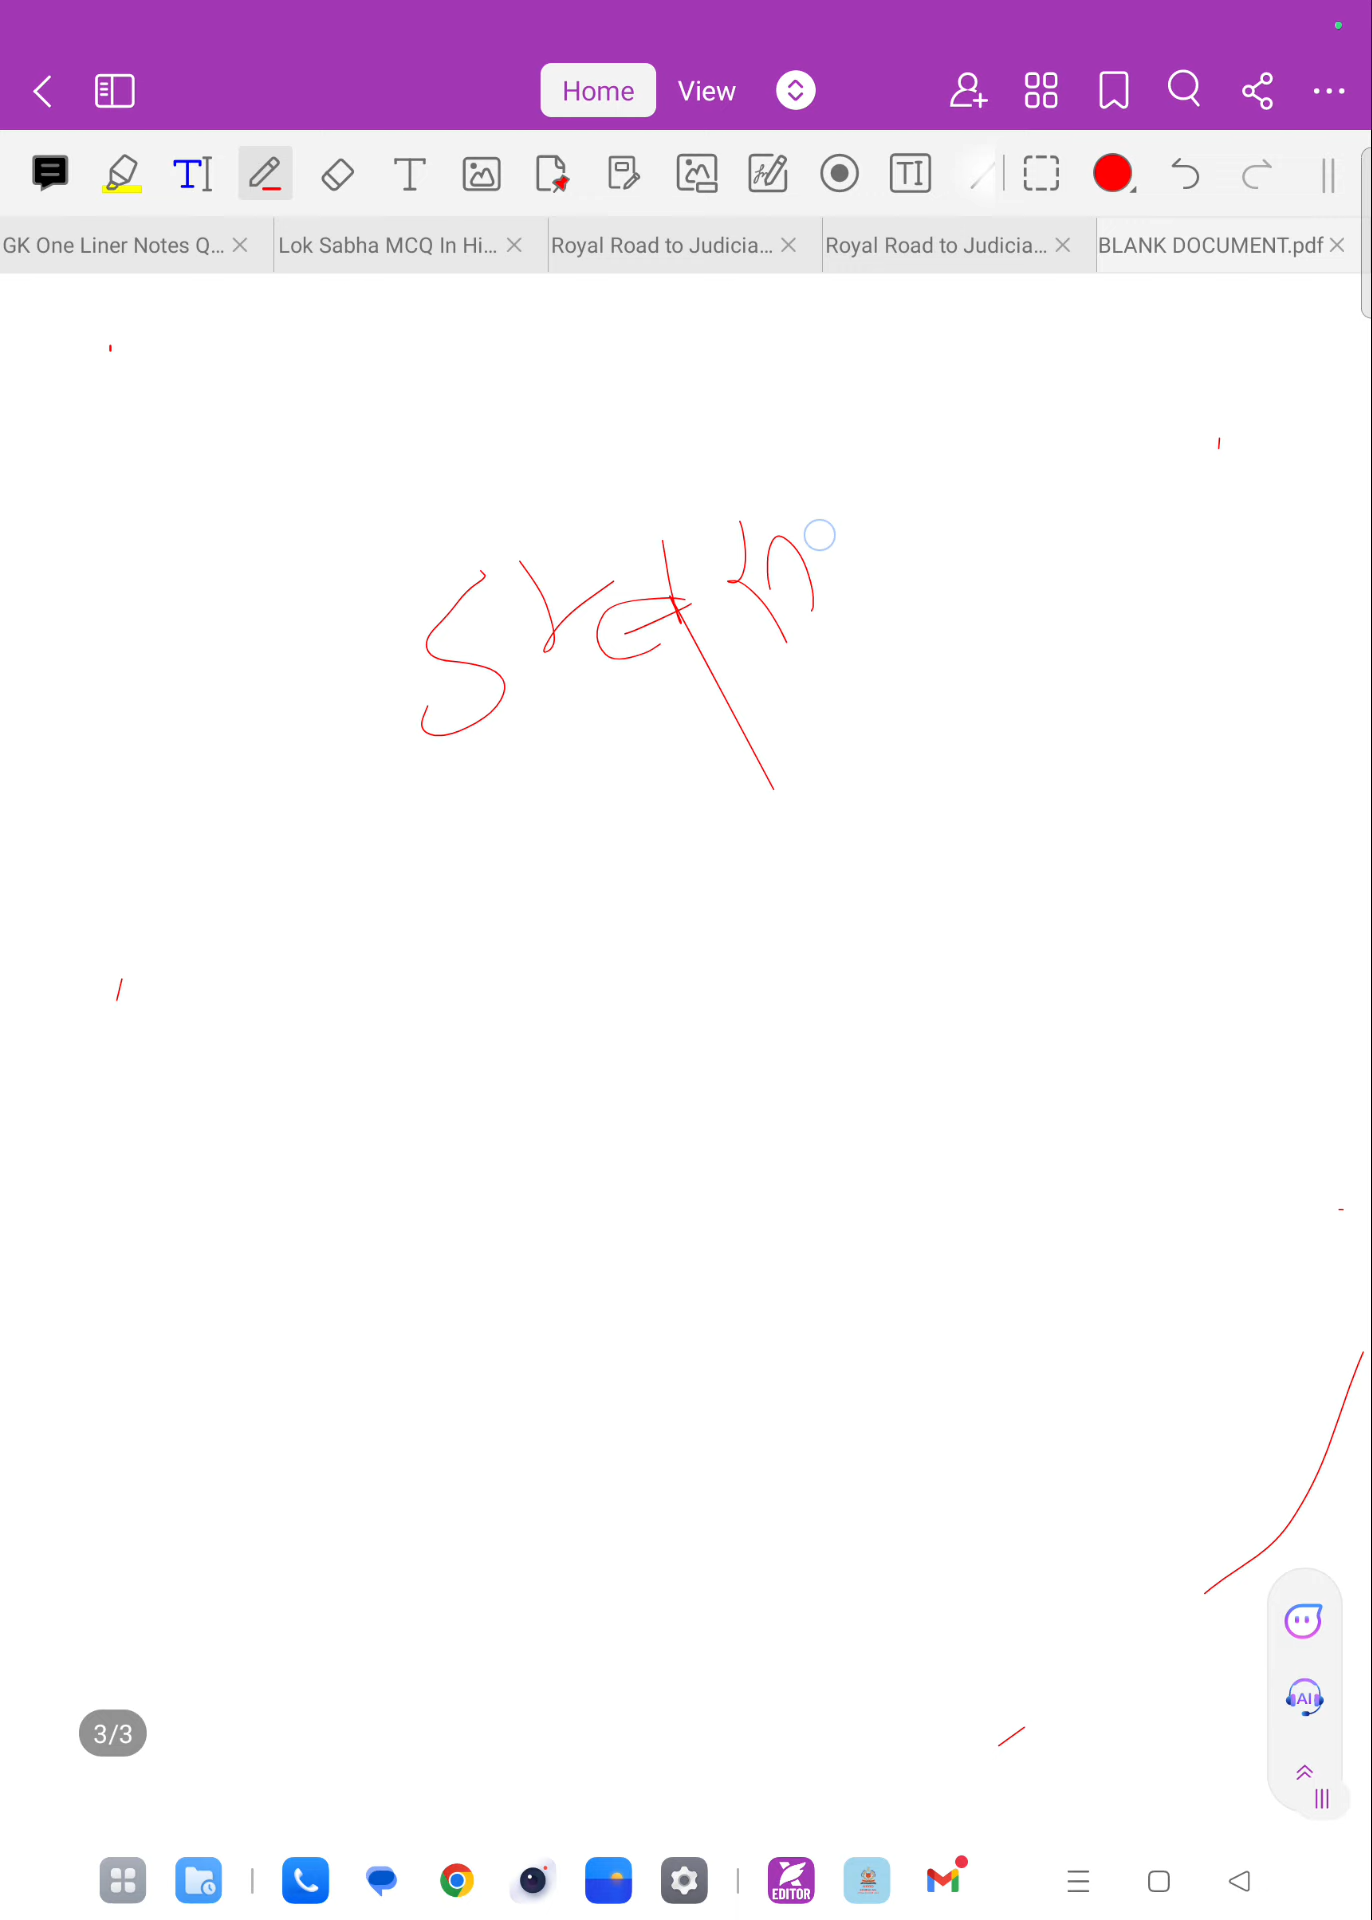 Home View
GK One Liner Notes Q... Lok Sabha MCQ In Hi... Royal Road to Judicia... Royal Road to Judicia... BLANK DOCUMENT.pdf
AI
3/3
EDITOR